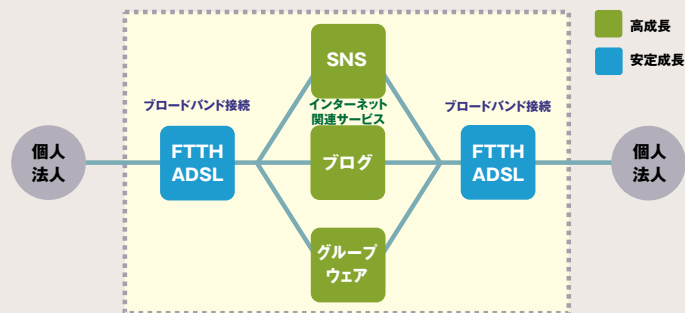 高成長
安定成長
SNS
ブロードバンド接続
インターネット
関連サービス
ブロードバンド接続
個人
法人
FTTH
ADSL
ブログ
FTTH
ADSL
個人
法人
グループ
ウェア